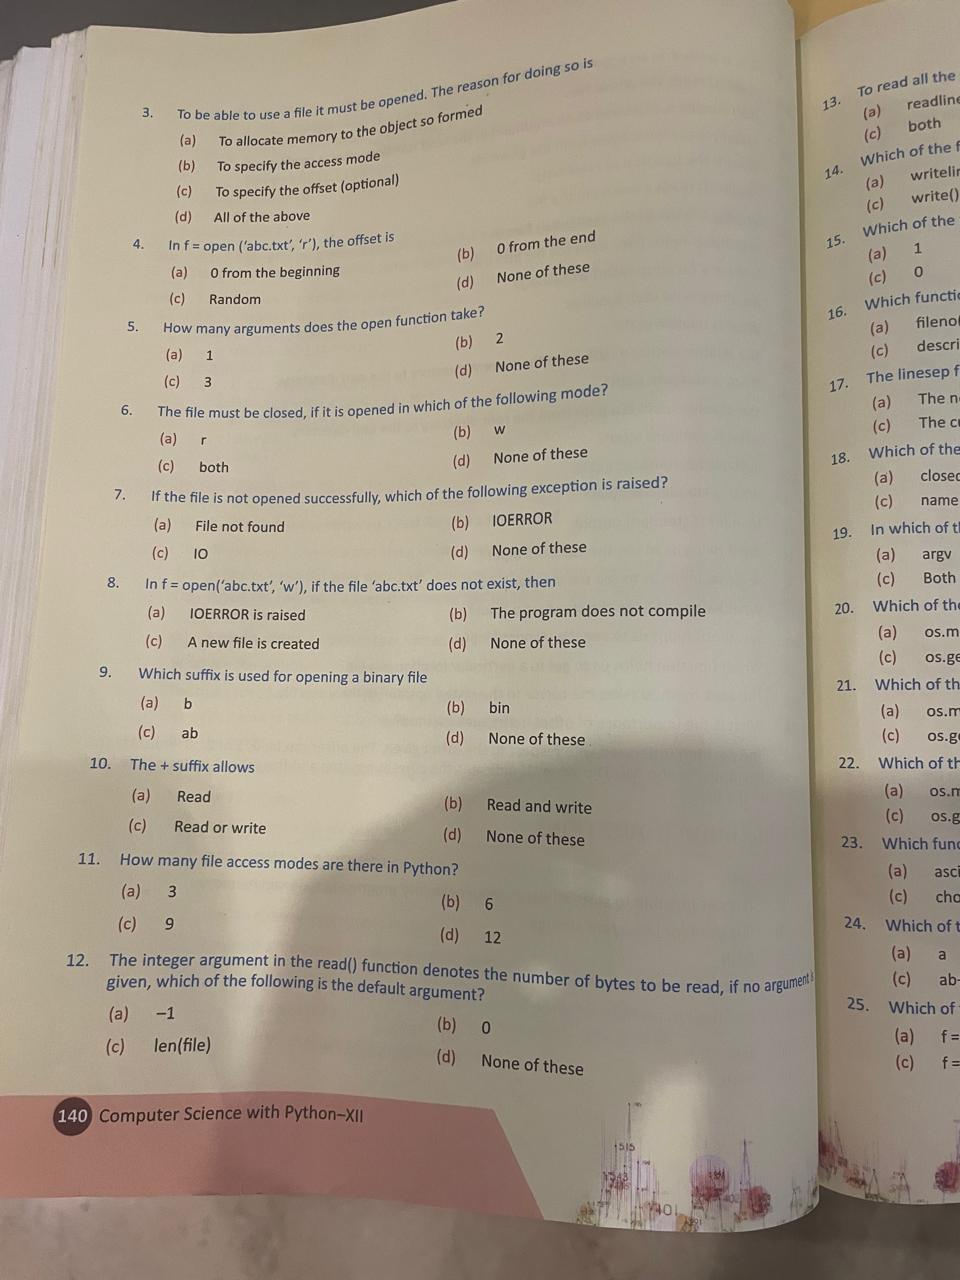 3. To be able to use a file it must be opened. The reason for doing so is
(a) To allocate memory to the object so formed
(b) To specify the access mode
(c) To specify the offset (optional)
(d) All of the above
4. In f = open ('abc.txt', 'r'), the offset is
(a) 0 from the beginning (b) 0 from the end
(c) Random (d) None of these
5. How many arguments does the open function take?
(a) 1 (b) 2
(c) 3 (d) None of these
6. The file must be closed, if it is opened in which of the following mode?
(a) r (b) w
(c) both (d) None of these
7. If the file is not opened successfully, which of the following exception is raised?
(a) File not found (b) IOERROR
(c) IO (d) None of these
8. In f = open('abc.txt', 'w'), if the file 'abc.txt' does not exist, then
(a) IOERROR is raised (b) The program does not compile
(c) A new file is created (d) None of these
9. Which suffix is used for opening a binary file
(a) b (b) bin
(c) ab (d) None of these
10. The + suffix allows
(a) Read (b) Read and write
(c) Read or write (d) None of these
11. How many file access modes are there in Python?
(a) 3 (b) 6
(c) 9 (d) 12
12. The integer argument in the read() function denotes the number of bytes to be read, if no argument
given, which of the following is the default argument?
(a) –1 (b) 0
(c) len(file) (d) None of these
140 Computer Science with Python–XII
13. To read all the
(a) readline
(c) both
14. Which of the
(a)
(c) write()
15. Which of the
(a) 1
(c) 0
16. Which
(a)
(c)
17. The linesep
(a) The
(c) The
18. Which of the
(a)
(c) name
19. In which of
(a) argv
(c) Both
20. Which of
(a) os.m
(c) os.ge
21. Which of
(a) os.m
(c) os.g
22. Which of
(a) os.m
(c) os.g
23. Which
(a)
(c)
24. Which of
(a) a
(c) ab
25. Which of
(a) f =
(c) f =